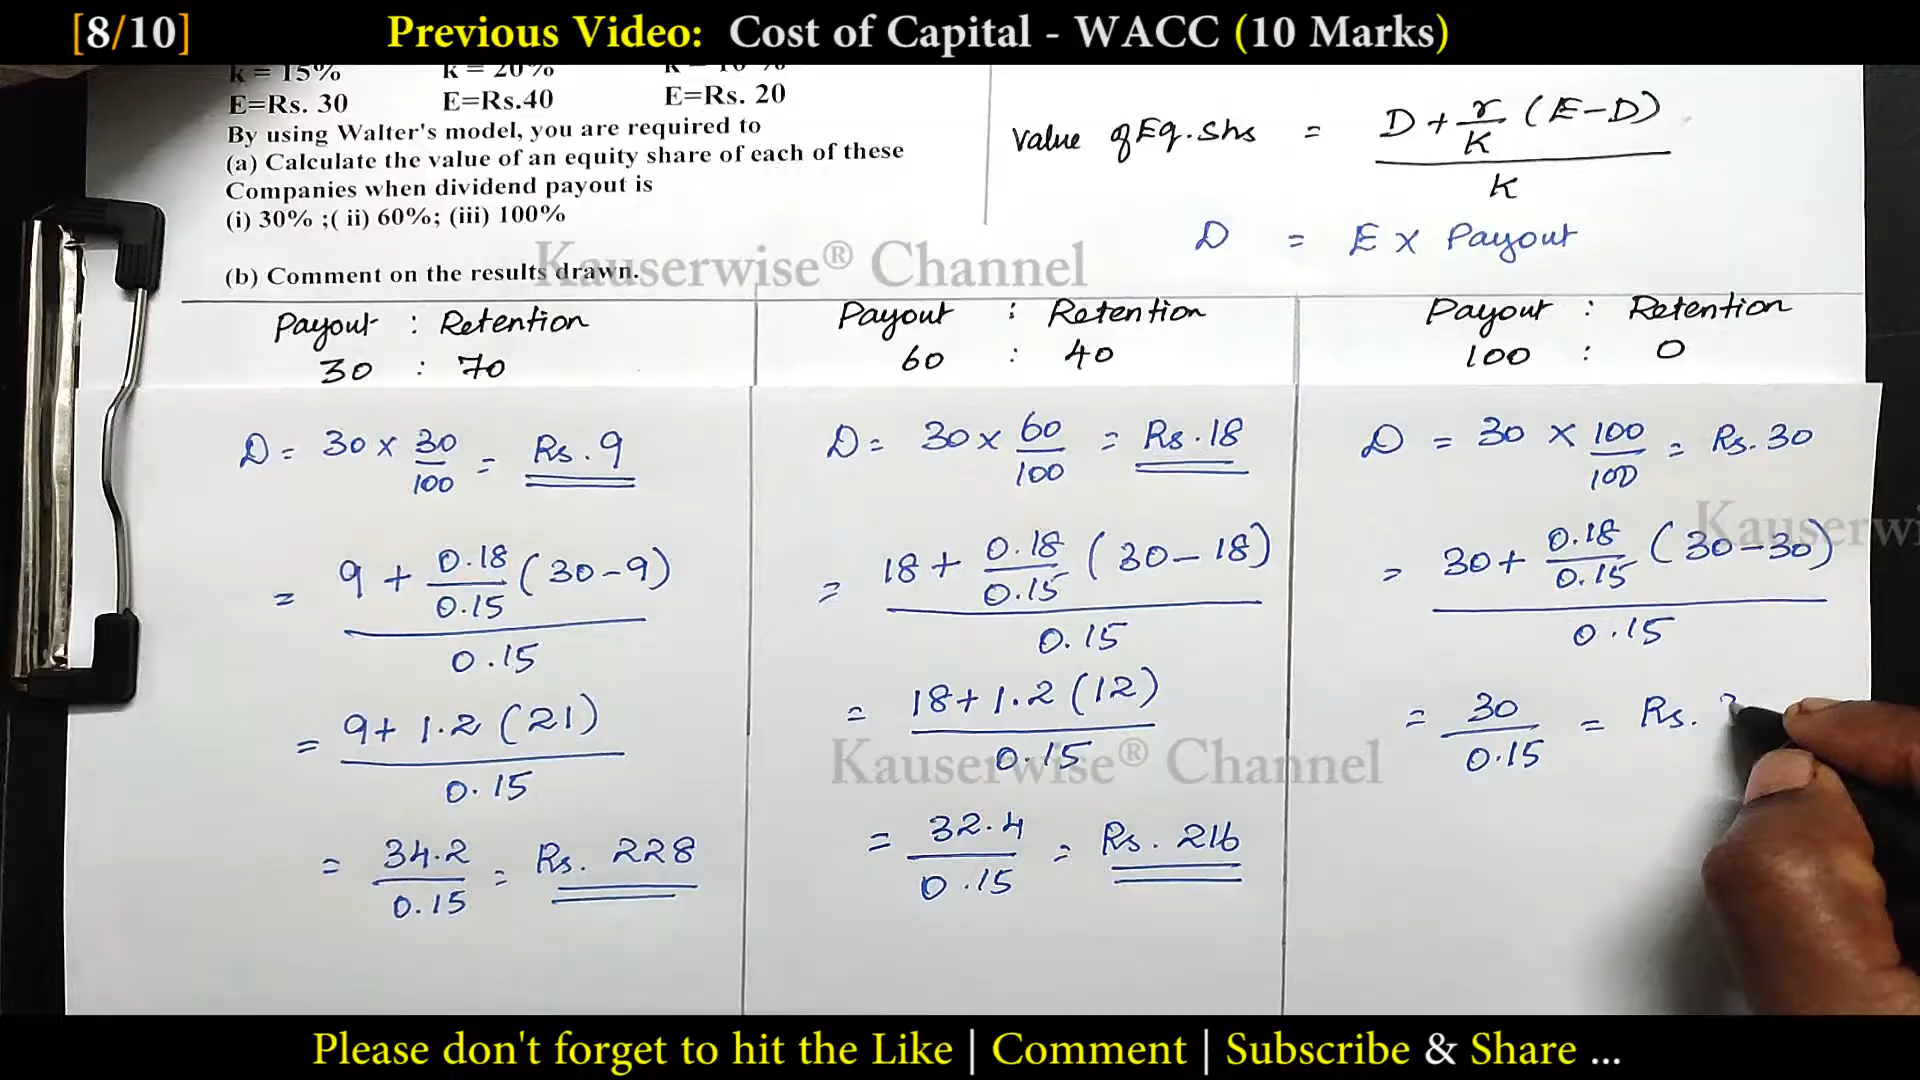 [8/10] Previous Video: Cost of Capital - WACC (10 Marks)
k = 15% k = 20%
E=Rs. 30 E=Rs.40 E=Rs. 20
By using Walter's model, you are required to
(a) Calculate the value of an equity share of each of these
Companies when dividend payout is
(i) 30% ;( ii) 60%; (iii) 100%
(b) Comment on the results drawn.
Value of Eq. Shs = D + r/K (E-D)
K
D = E x Payout
Kauserwise® Channel
Payout : Retention
30 : 70
D = 30 x 30/100 = Rs. 9
= 9 + 0.18/0.15 (30-9)
0.15
= 9 + 1.2 (21)
0.15
= 34.2/0.15 = Rs. 228
Payout : Retention
60 : 40
D = 30 x 60/100 = Rs. 18
= 18 + 0.18/0.15 (30-18)
0.15
= 18 + 1.2 (12)
0.15
= 32.4/0.15 = Rs. 216
Payout : Retention
100 : 0
D = 30 x 100/100 = Rs. 30
= 30 + 0.18/0.15 (30-30)
0.15
= 30/0.15 = Rs.
Kauserwi
Kauserwise® Channel
Please don't forget to hit the Like | Comment | Subscribe & Share ...